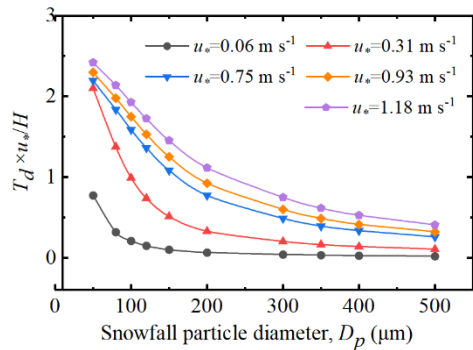 3
2
1
0
T_d × u_*/H
u_*=0.06 m s⁻¹
u_*=0.31 m s⁻¹
u_*=0.75 m s⁻¹
u_*=0.93 m s⁻¹
u_*=1.18 m s⁻¹
0 100 200 300 400 500
Snowfall particle diameter, D_p (μm)